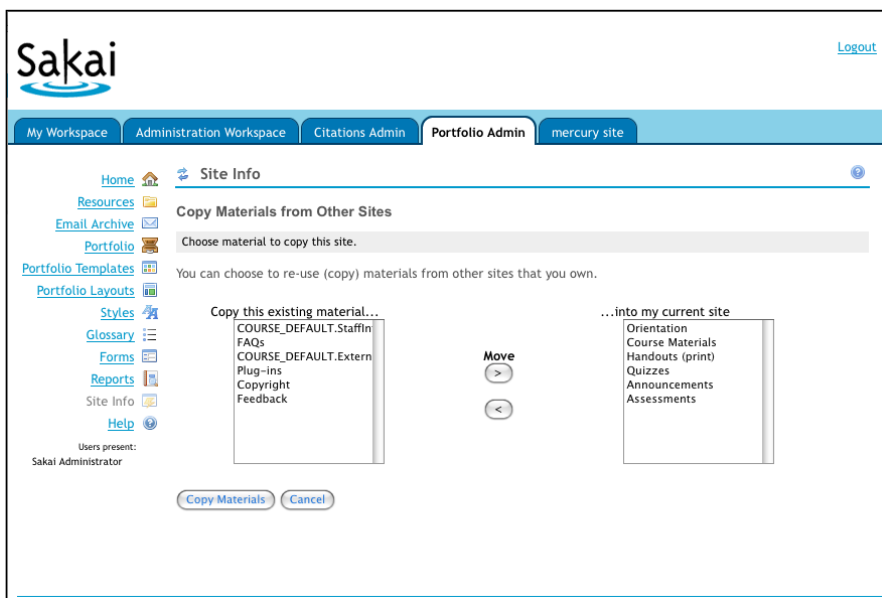 Sakai
Logout
My Workspace
Administration Workspace
Citations Admin
Portfolio Admin
mercury site
Home
Resources
Email Archive
Portfolio
Portfolio Templates
Portfolio Layouts
Styles
Glossary
Forms
Reports
Site Info
Help
Users present:
Sakai Administrator
Site Info
Copy Materials from Other Sites
Choose material to copy this site.
You can choose to re-use (copy) materials from other sites that you own.
Copy this existing material...
COURSE_DEFAULT.StaffIn
FAQs
COURSE_DEFAULT.Extern
Plug-ins
Copyright
Feedback
Move
>
<
...into my current site
Orientation
Course Materials
Handouts (print)
Quizzes
Announcements
Assessments
Copy Materials
Cancel